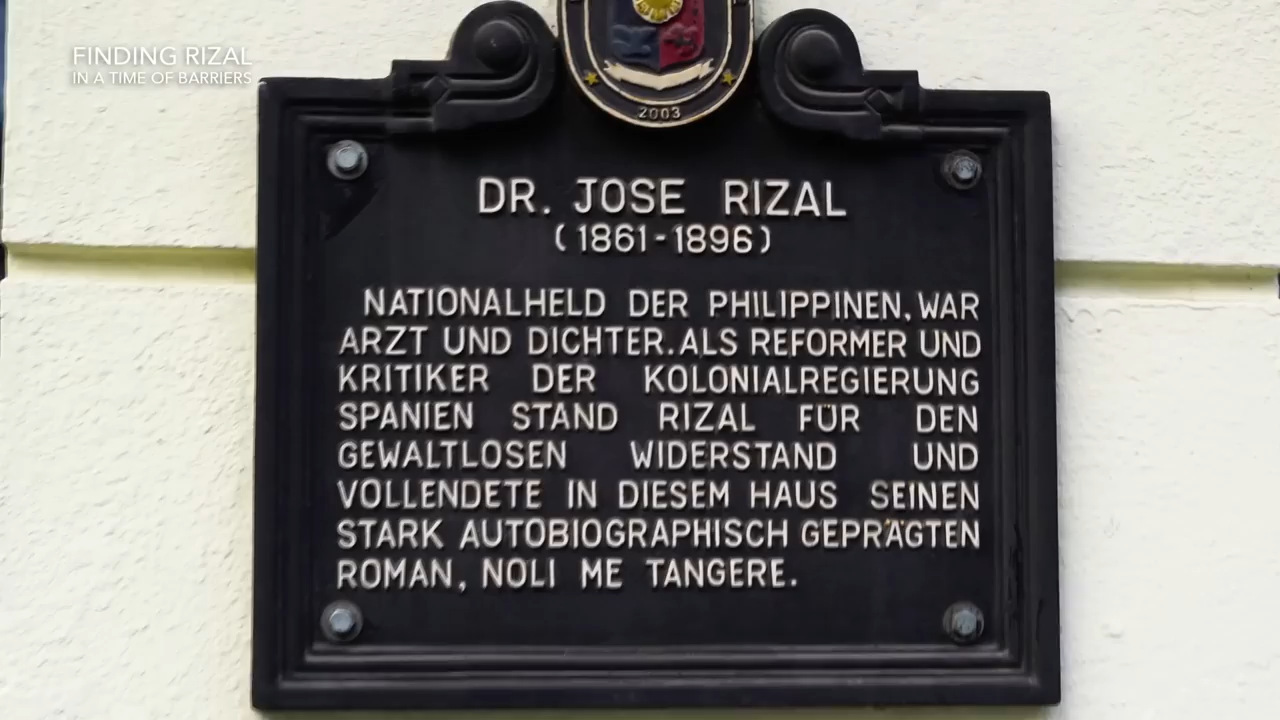 FINDING RIZAL
IN A TIME OF BARRIERS
2003
DR. JOSE RIZAL
(1861-1896)
NATIONALHELD DER PHILIPPINEN, WAR
ARZT UND DICHTER. ALS REFORMER UND
KRITIKER DER KOLONIALREGIERUNG
SPANIEN STAND RIZAL FÜR DEN
GEWALTLOSEN WIDERSTAND UND
VOLLENDETE IN DIESEM HAUS SEINEN
STARK AUTOBIOGRAPHISCH GEPRÄGTEN
ROMAN, NOLI ME TANGERE.